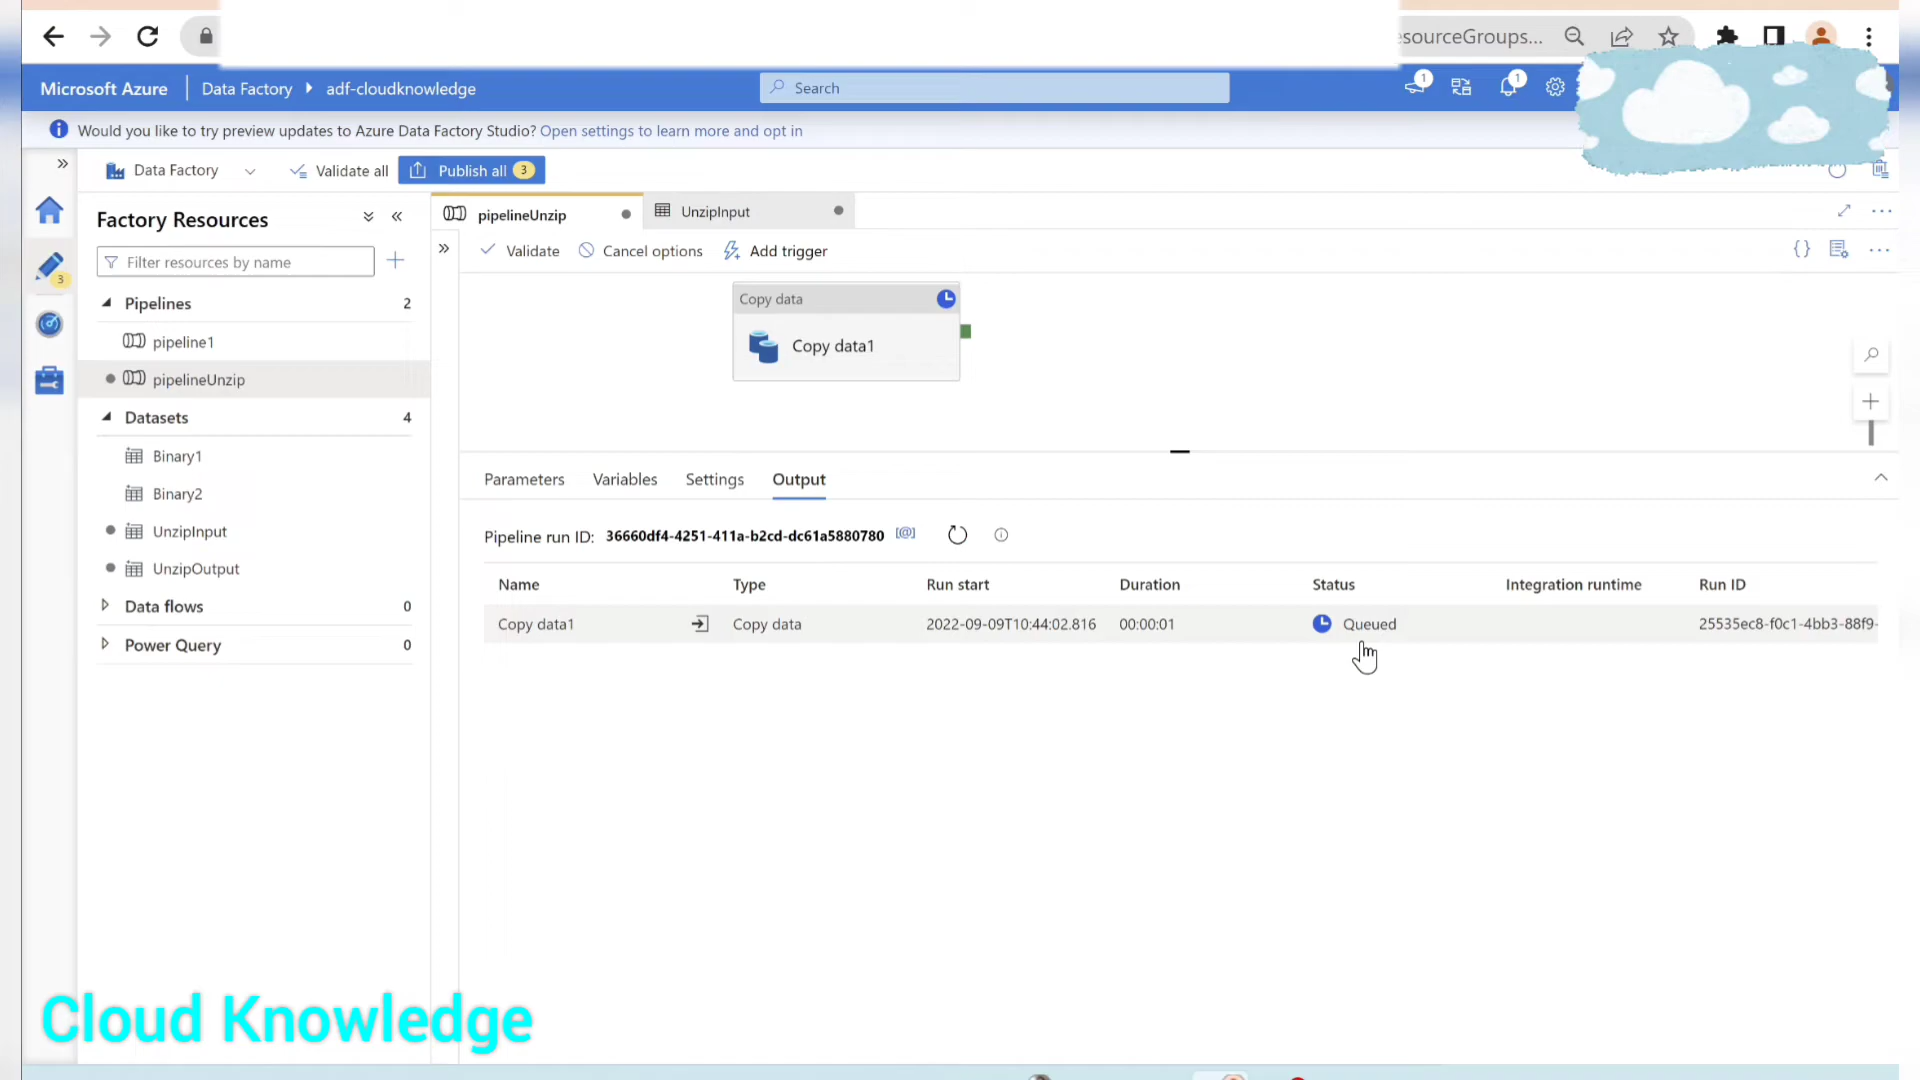 esourceGroups...
Microsoft Azure
Data Factory
adf-cloudknowledge
Search
1
1
Would you like to try preview updates to Azure Data Factory Studio? Open settings to learn more and opt in
Data Factory
Validate all
Publish all 3
Factory Resources
Filter resources by name
3
Pipelines 2
pipeline1
pipelineUnzip
Datasets 4
Binary1
Binary2
UnzipInput
UnzipOutput
Data flows 0
Power Query 0
pipelineUnzip
UnzipInput
Validate
Cancel options
Add trigger
{}
Copy data
Copy data1
Parameters
Variables
Settings
Output
Pipeline run ID: 36660df4-4251-411a-b2cd-dc61a5880780 [@]
Name Type Run start Duration Status Integration runtime Run ID
Copy data1 Copy data 2022-09-09T10:44:02.816 00:00:01 Queued 25535ec8-f0c1-4bb3-88f9-
Cloud Knowledge